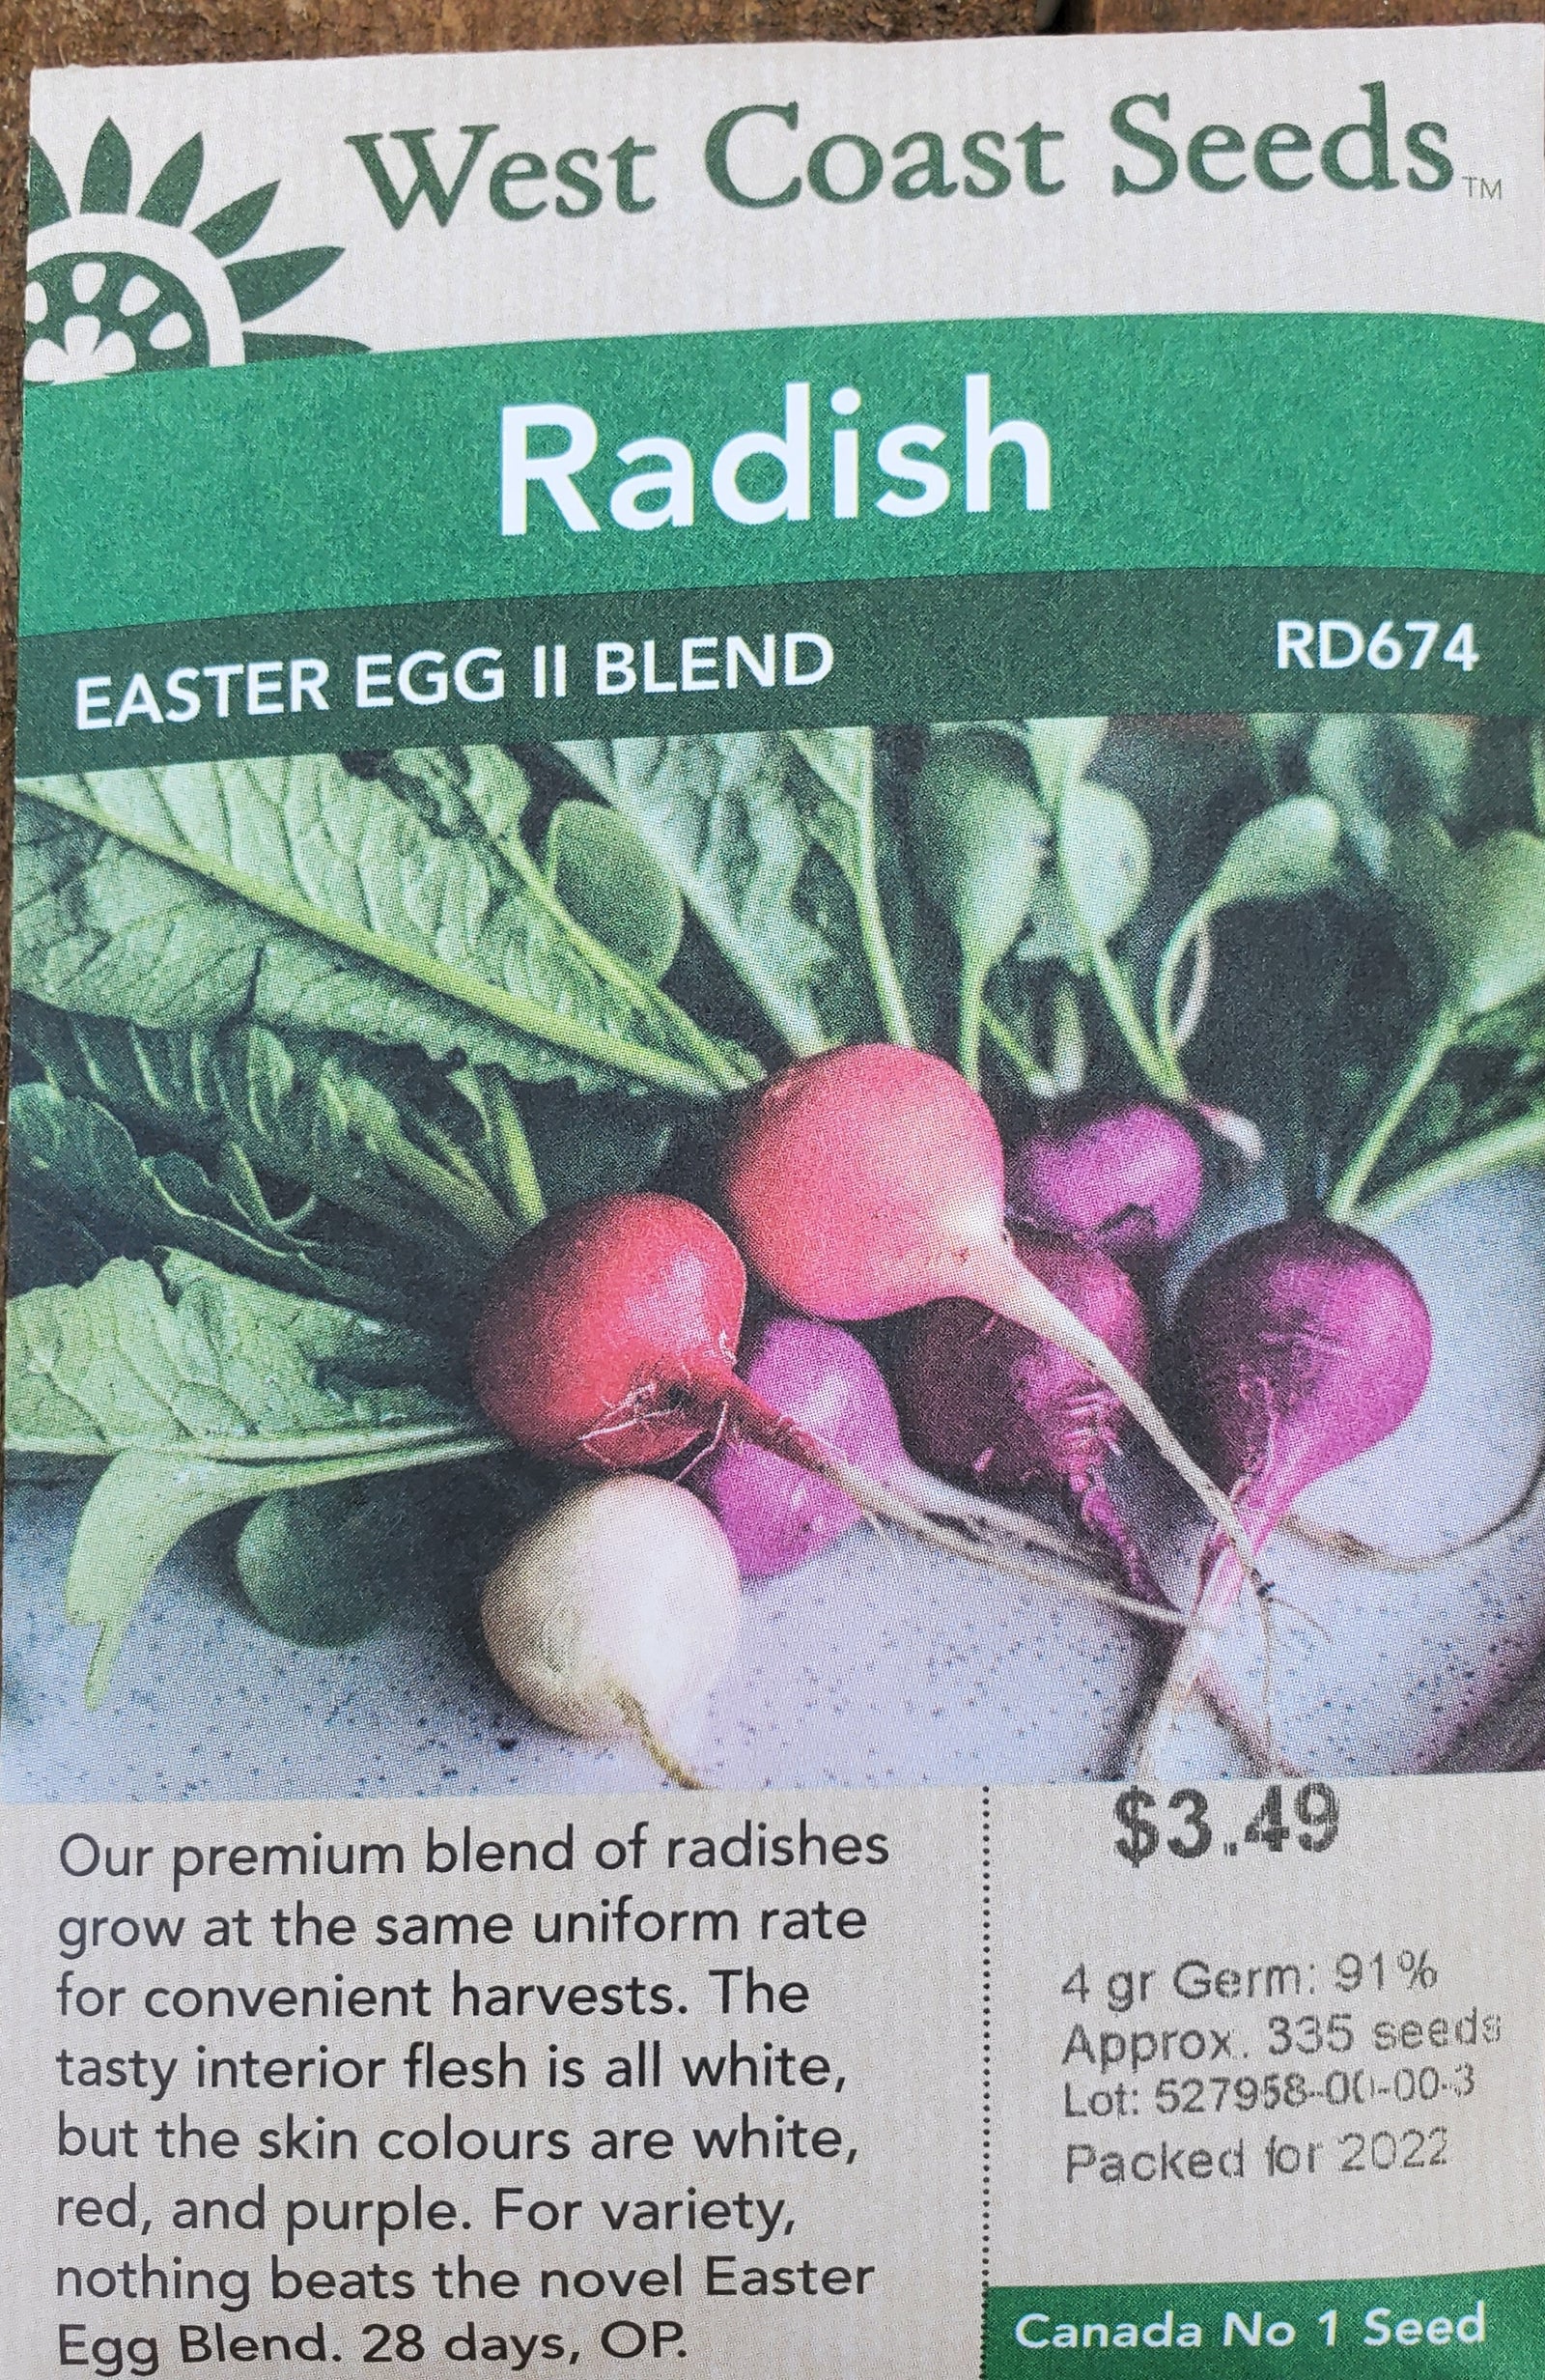 West Coast Seeds™
Radish
EASTER EGG II BLEND
RD674
Our premium blend of radishes
grow at the same uniform rate
for convenient harvests. The
tasty interior flesh is all white,
but the skin colours are white,
red, and purple. For variety,
nothing beats the novel Easter
Egg Blend. 28 days, OP.
$3.49
4 gr Germ: 91%
Approx. 335 seeds
Lot: 527958-00-00-3
Packed for 2022
Canada No 1 Seed